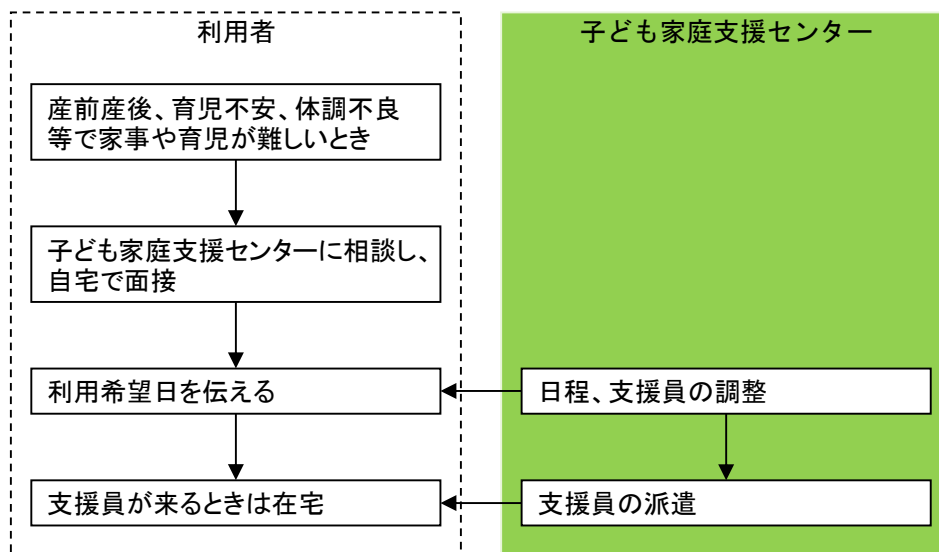 利用者
産前産後、育児不安、体調不良
等で家事や育児が難しいとき
子ども家庭支援センターに相談し、
自宅で面接
利用希望日を伝える
支援員が来るときは在宅
子ども家庭支援センター
日程、支援員の調整
支援員の派遣